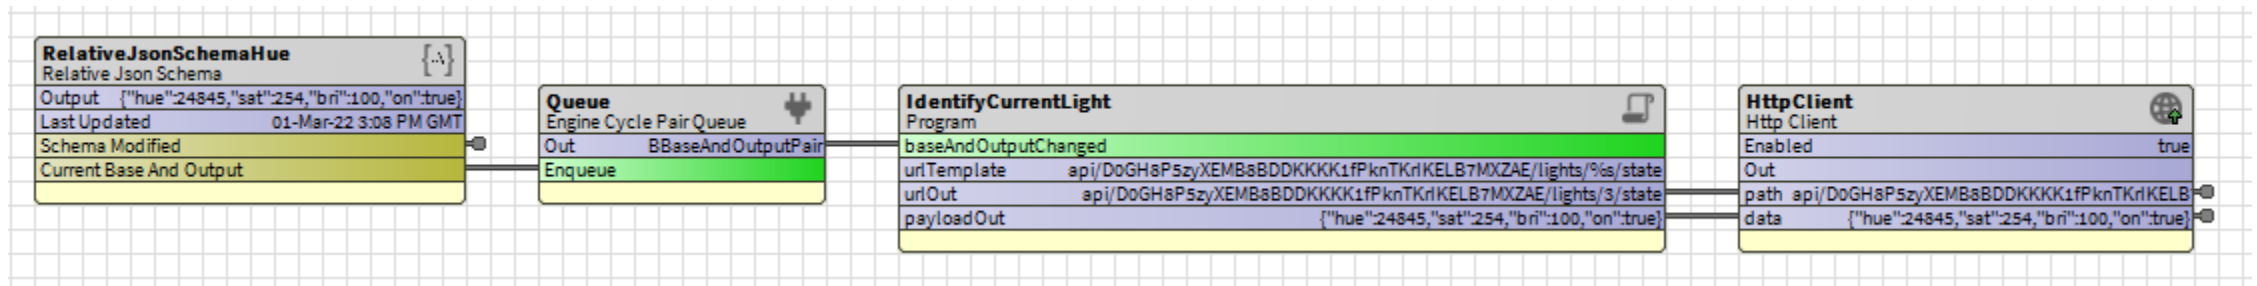 RelativeJsonSchemaHue
Relative Json Schema
Output {"hue":24845,"sat":254,"bri":100,"on":true}
Last Updated 01-Mar-22 3:08 PM GMT
Schema Modified
Current Base And Output
Queue
Engine Cycle Pair Queue
Out BBaseAndOutputPair
Enqueue
IdentifyCurrentLight
Program
baseAndOutputChanged
urlTemplate api/D0GH8P5zyXEMB8BDDKKKK1fPknTKrIKELB7MXZAE/lights/%s/state
urlOut api/D0GH8P5zyXEMB8BDDKKKK1fPknTKrIKELB7MXZAE/lights/3/state
payloadOut {"hue":24845,"sat":254,"bri":100,"on":true}
HttpClient
Http Client
Enabled true
Out
path api/D0GH8P5zyXEMB8BDDKKKK1fPknTKrIKELB
data {"hue":24845,"sat":254,"bri":100,"on":true}